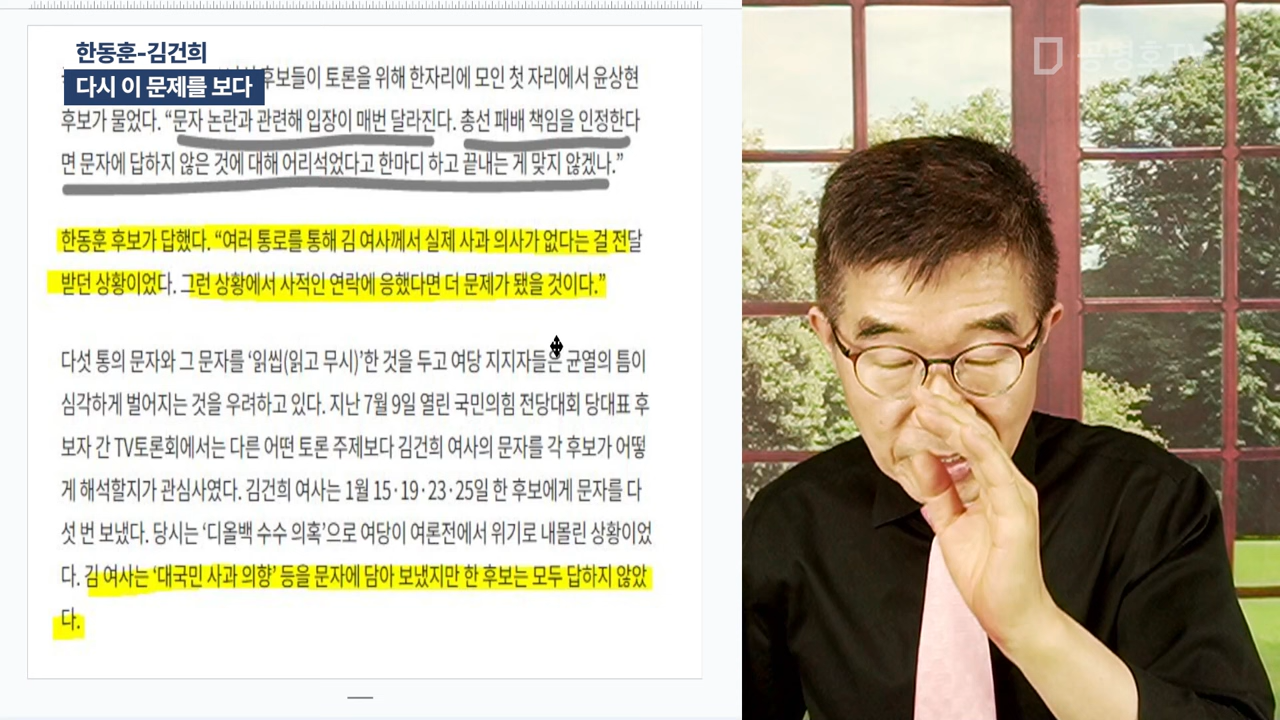 한동훈-김건희
다시 이 문제를 보다
후보들이 토론을 위해 한자리에 모인 첫 자리에서 윤상현
후보가 물었다. “문자 논란과 관련해 입장이 매번 달라진다. 총선 패배 책임을 인정한다
면 문자에 답하지 않은 것에 대해 어리석었다고 한마디 하고 끝내는 게 맞지 않겠나.”
한동훈 후보가 답했다. “여러 통로를 통해 김 여사께서 실제 사과 의사가 없다는 걸 전달
받던 상황이었다. 그런 상황에서 사적인 연락에 응했다면 더 문제가 됐을 것이다.”
다섯 통의 문자와 그 문자를 ‘읽씹(읽고 무시)’한 것을 두고 여당 지지자들은 균열의 틈이
심각하게 벌어지는 것을 우려하고 있다. 지난 7월 9일 열린 국민의힘 전당대회 당대표 후
보자 간 TV토론회에서는 다른 어떤 토론 주제보다 김건희 여사의 문자를 각 후보가 어떻
게 해석할지가 관심사였다. 김건희 여사는 1월 15·19·23·25일 한 후보에게 문자를 다
섯 번 보냈다. 당시는 ‘디올백 수수 의혹’으로 여당이 여론전에서 위기로 내몰린 상황이었
다. 김 여사는 ‘대국민 사과 의향’ 등을 문자에 담아 보냈지만 한 후보는 모두 답하지 않았
다.
공병호TV